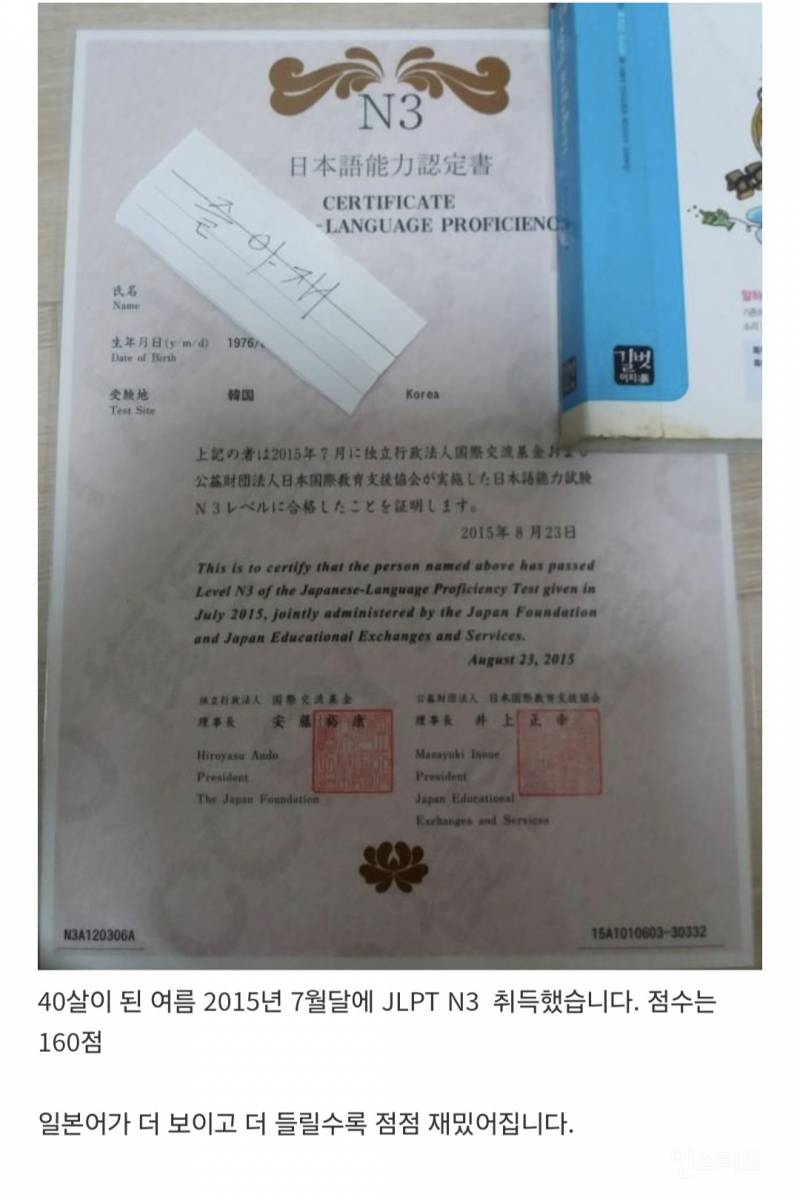 N3
日本語能力認定書
CERTIFICATE
-LANGUAGE PROFICIENC
즐아재
氏名
Name
生年月日(y/m/d) 1976/
Date of Birth
受験地 韓国 Korea
Test Site
上記の者は2015年7月に独立行政法人国際交流基金および
公益財団法人日本国際教育支援協会が実施した日本語能力試験
N3レベルに合格したことを証明します。
2015年8月23日
This is to certify that the person named above has passed
Level N3 of the Japanese-Language Proficiency Test given in
July 2015, jointly administered by the Japan Foundation
and Japan Educational Exchanges and Services.
August 23, 2015
独立行政法人 国際交流基金
理事長 安藤裕康
Hiroyasu Ando
President
The Japan Foundation
公益財団法人 日本国際教育支援協会
理事長 井上正幸
Masayuki Inoue
President
Japan Educational
Exchanges and Services
N3A120306A
15A1010603-30332
길벗
이지톡
40살이 된 여름 2015년 7월달에 JLPT N3 취득했습니다. 점수는
160점
일본어가 더 보이고 더 들릴수록 점점 재밌어집니다.
인스티즈